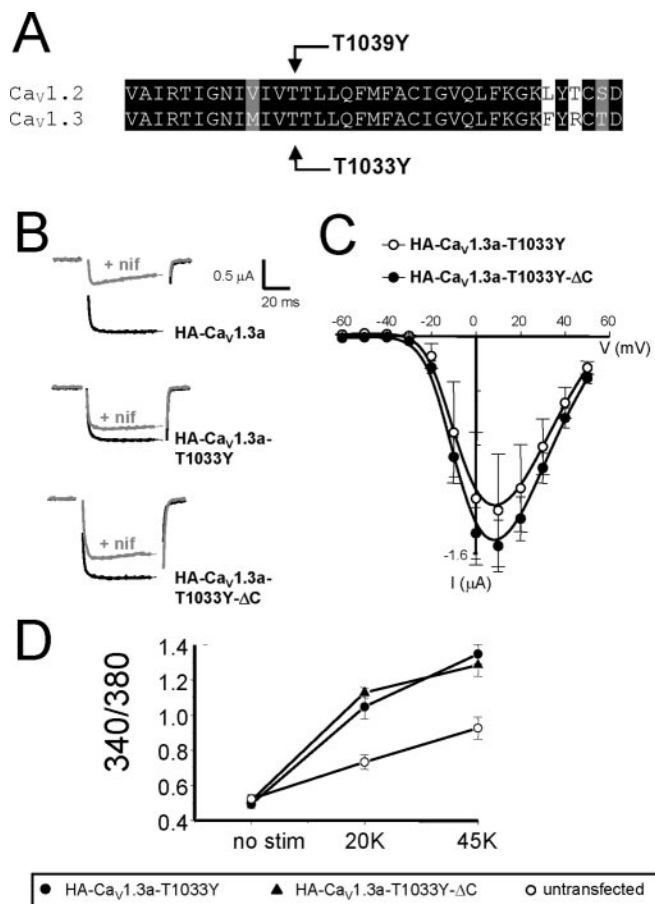 A
T1039Y
CaV1.2 VAIRTIGNIVIVTTLLQFMFACIGVQLFKGKLYTCSD
CaV1.3 VAIRTIGNIMIVTTLLQFMFACIGVQLFKGKFYRCTD
T1033Y
B
+ nif
0.5 µA
20 ms
HA-CaV1.3a
+ nif
HA-CaV1.3a-
T1033Y
+ nif
HA-CaV1.3a-
T1033Y-ΔC
C
HA-CaV1.3a-T1033Y
HA-CaV1.3a-T1033Y-ΔC
-60 -40 -20 0 20 40 60
V (mV)
-1.6
I (µA)
D
340/380
1.4
1.2
1.0
0.8
0.6
0.4
no stim 20K 45K
HA-CaV1.3a-T1033Y HA-CaV1.3a-T1033Y-ΔC untransfected